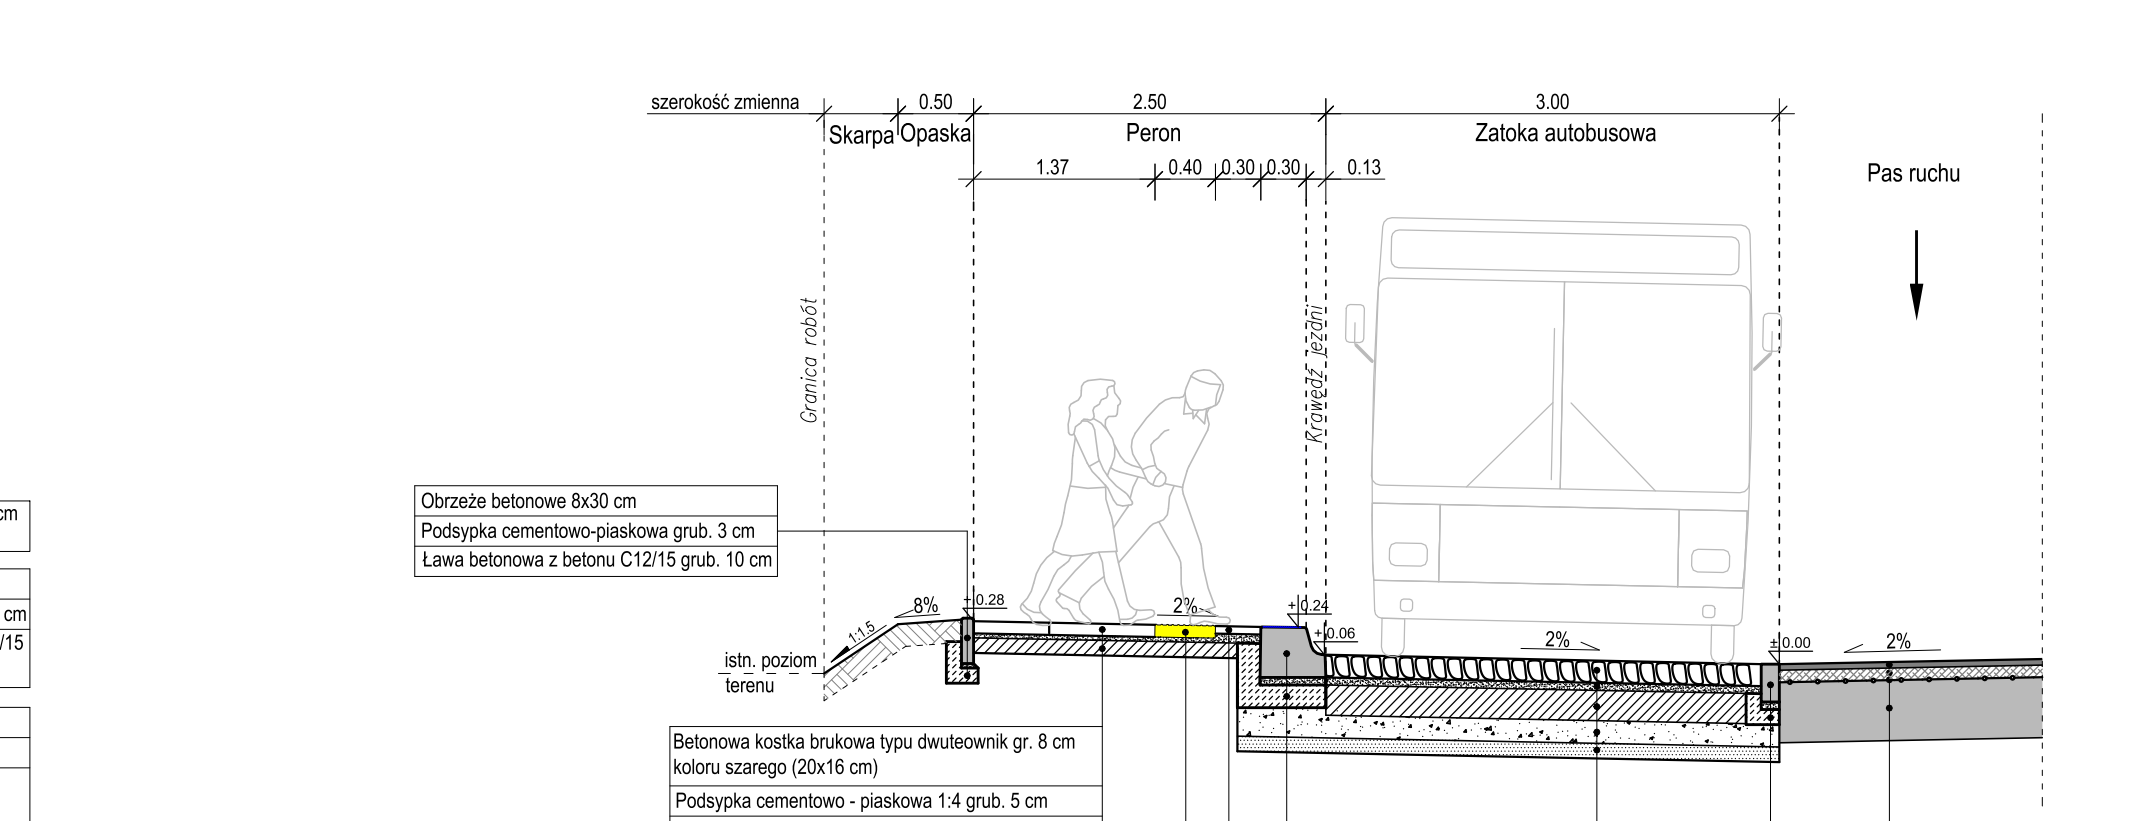 szerokość zmienna 0.50 2.50 3.00
Skarpa Opaska Peron Zatoka autobusowa
1.37 0.40 0.30 0.30 0.13
Pas ruchu
Granica robót
Krawędź jezdni
cm
cm
/15
Obrzeże betonowe 8x30 cm
Podsypka cementowo-piaskowa grub. 3 cm
Ława betonowa z betonu C12/15 grub. 10 cm
8% +0.28 2% +0.24
1:1.5 +0.06 2% ±0.00 2%
istn. poziom
terenu
Betonowa kostka brukowa typu dwuteownik gr. 8 cm
koloru szarego (20x16 cm)
Podsypka cementowo - piaskowa 1:4 grub. 5 cm